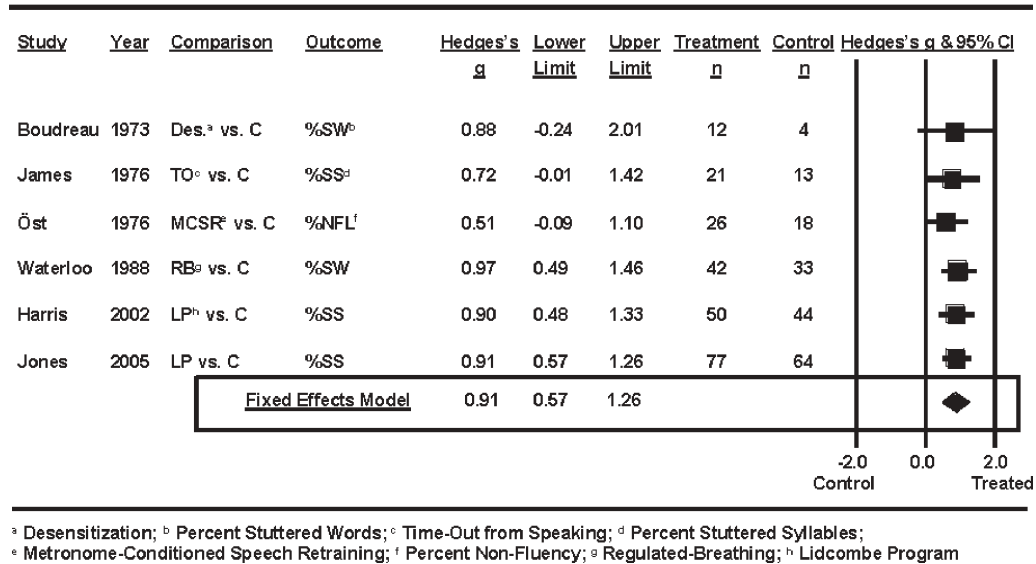 Study Year Comparison Outcome Hedges's g Lower Limit Upper Limit Treatment n Control n Hedges's g & 95% CI
Boudreau 1973 Des.ᵃ vs. C %SWᵇ 0.88 -0.24 2.01 12 4
James 1976 TOᶜ vs. C %SSᵈ 0.72 -0.01 1.42 21 13
Öst 1976 MCSRᵉ vs. C %NFLᶠ 0.51 -0.09 1.10 26 18
Waterloo 1988 RBᵍ vs. C %SW 0.97 0.49 1.46 42 33
Harris 2002 LPʰ vs. C %SS 0.90 0.48 1.33 50 44
Jones 2005 LP vs. C %SS 0.91 0.57 1.26 77 64
Fixed Effects Model 0.91 0.57 1.26
-2.0 0.0 2.0
Control Treated
ᵃ Desensitization; ᵇ Percent Stuttered Words; ᶜ Time-Out from Speaking; ᵈ Percent Stuttered Syllables;
ᵉ Metronome-Conditioned Speech Retraining; ᶠ Percent Non-Fluency; ᵍ Regulated-Breathing; ʰ Lidcombe Program